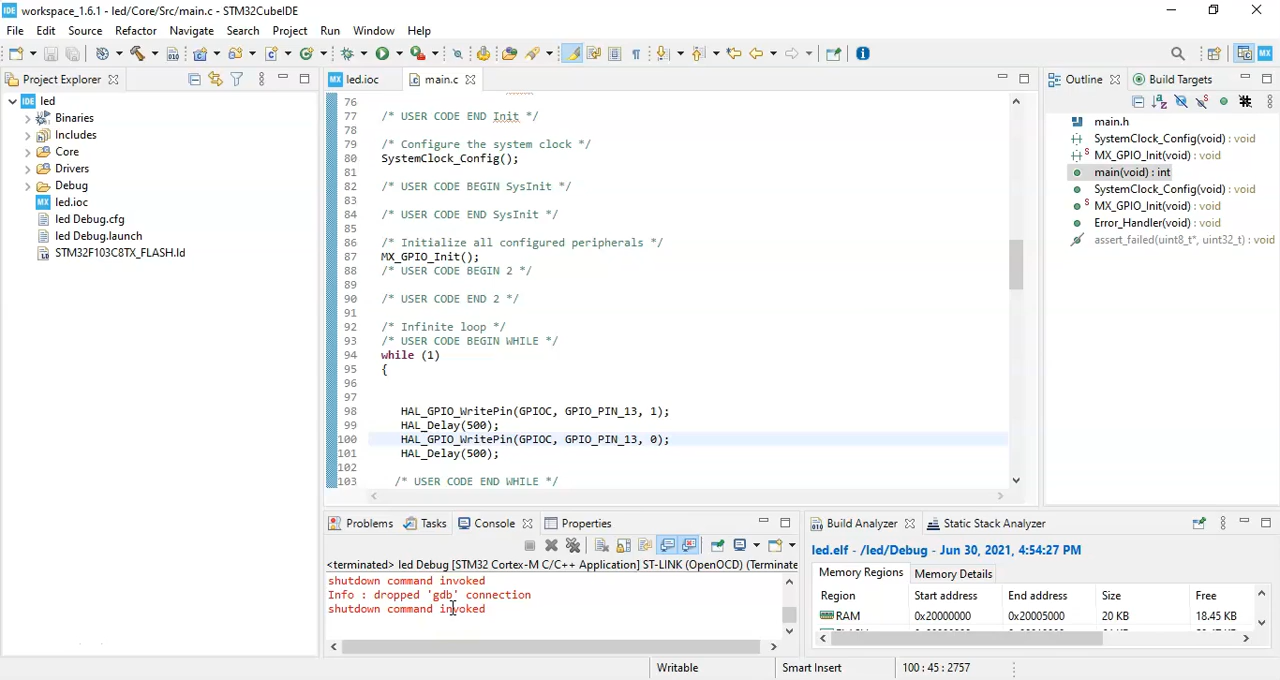 IDE workspace_1.6.1 - led/Core/Src/main.c - STM32CubeIDE
File Edit Source Refactor Navigate Search Project Run Window Help
Project Explorer
IDE led
Binaries
Includes
Core
Drivers
Debug
MX led.ioc
led Debug.cfg
led Debug.launch
STM32F103C8TX_FLASH.ld
MX led.ioc
main.c
76
77 /* USER CODE END Init */
78
79 /* Configure the system clock */
80 SystemClock_Config();
81
82 /* USER CODE BEGIN SysInit */
83
84 /* USER CODE END SysInit */
85
86 /* Initialize all configured peripherals */
87 MX_GPIO_Init();
88 /* USER CODE BEGIN 2 */
89
90 /* USER CODE END 2 */
91
92 /* Infinite loop */
93 /* USER CODE BEGIN WHILE */
94 while (1)
95 {
96
97
98 HAL_GPIO_WritePin(GPIOC, GPIO_PIN_13, 1);
99 HAL_Delay(500);
100 HAL_GPIO_WritePin(GPIOC, GPIO_PIN_13, 0);
101 HAL_Delay(500);
102
103 /* USER CODE END WHILE */
Outline
Build Targets
main.h
SystemClock_Config(void) : void
S MX_GPIO_Init(void) : void
main(void) : int
SystemClock_Config(void) : void
S MX_GPIO_Init(void) : void
Error_Handler(void) : void
assert_failed(uint8_t*, uint32_t) : void
Problems Tasks Console Properties
<terminated> led Debug [STM32 Cortex-M C/C++ Application] ST-LINK (OpenOCD) (Terminate
shutdown command invoked
Info : dropped 'gdb' connection
shutdown command invoked
Build Analyzer
Static Stack Analyzer
led.elf - /led/Debug - Jun 30, 2021, 4:54:27 PM
Memory Regions Memory Details
Region Start address End address Size Free
RAM 0x20000000 0x20005000 20 KB 18.45 KB
Writable Smart Insert 100 : 45 : 2757